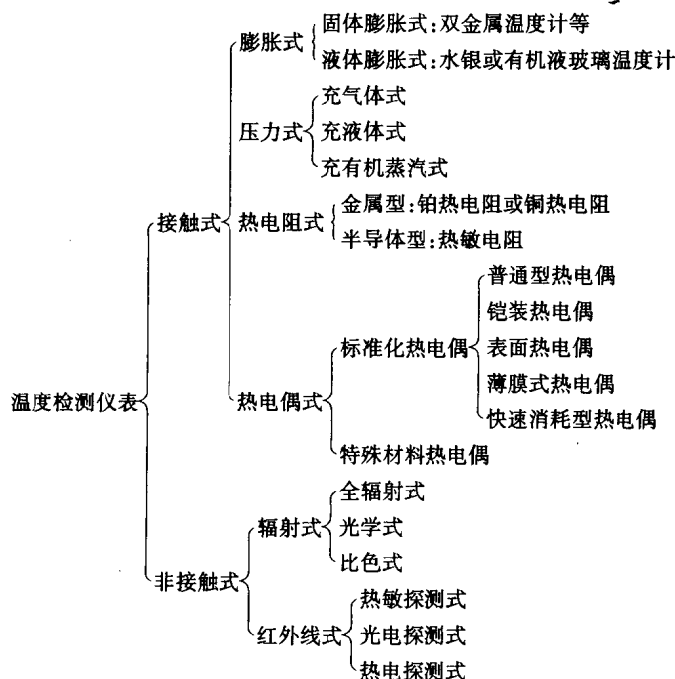 膨胀式
固体膨胀式:双金属温度计等
液体膨胀式:水银或有机液玻璃温度计
压力式
充气体式
充液体式
充有机蒸汽式
接触式
热电阻式
金属型:铂热电阻或铜热电阻
半导体型:热敏电阻
普通型热电偶
铠装热电偶
标准化热电偶
表面热电偶
薄膜式热电偶
温度检测仪表
热电偶式
快速消耗型热电偶
特殊材料热电偶
全辐射式
辐射式
光学式
比色式
非接触式
热敏探测式
红外线式
光电探测式
热电探测式